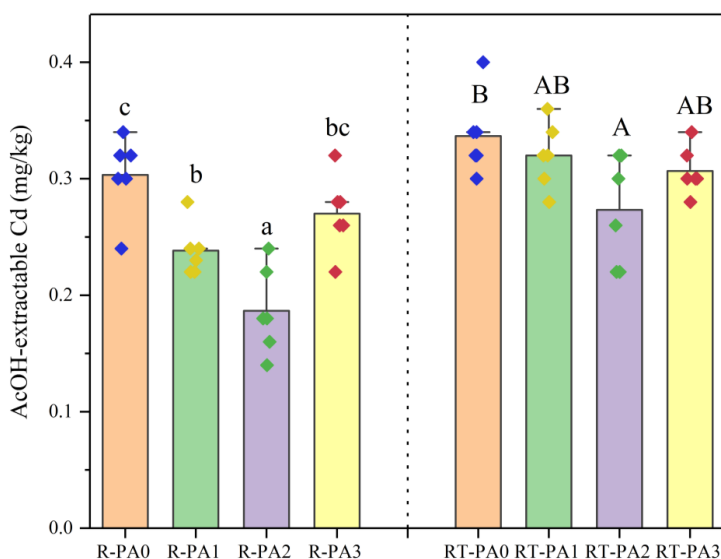 AcOH-extractable Cd (mg/kg)
0.4
0.3
0.2
0.1
0.0
c
b
a
bc
B
AB
A
AB
R-PA0 R-PA1 R-PA2 R-PA3 RT-PA0 RT-PA1 RT-PA2 RT-PA3